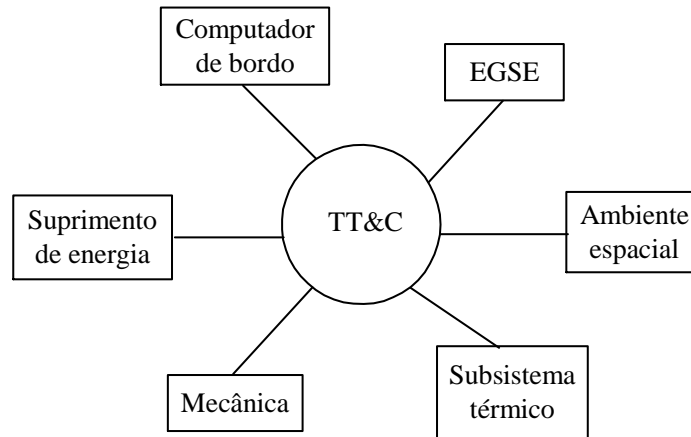 Computador
de bordo
EGSE
Suprimento
de energia
TT&C
Ambiente
espacial
Mecânica
Subsistema
térmico